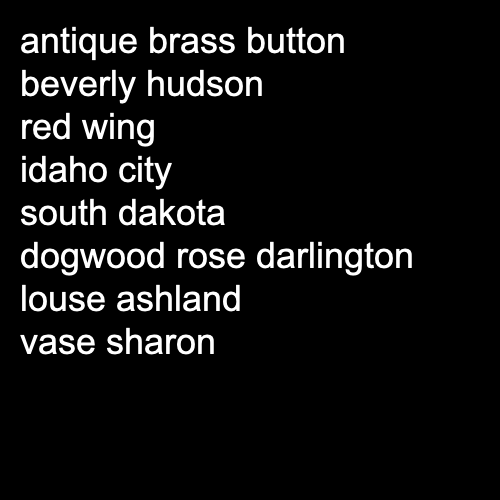 antique brass button
beverly hudson
red wing
idaho city
south dakota
dogwood rose darlington
louse ashland
vase sharon